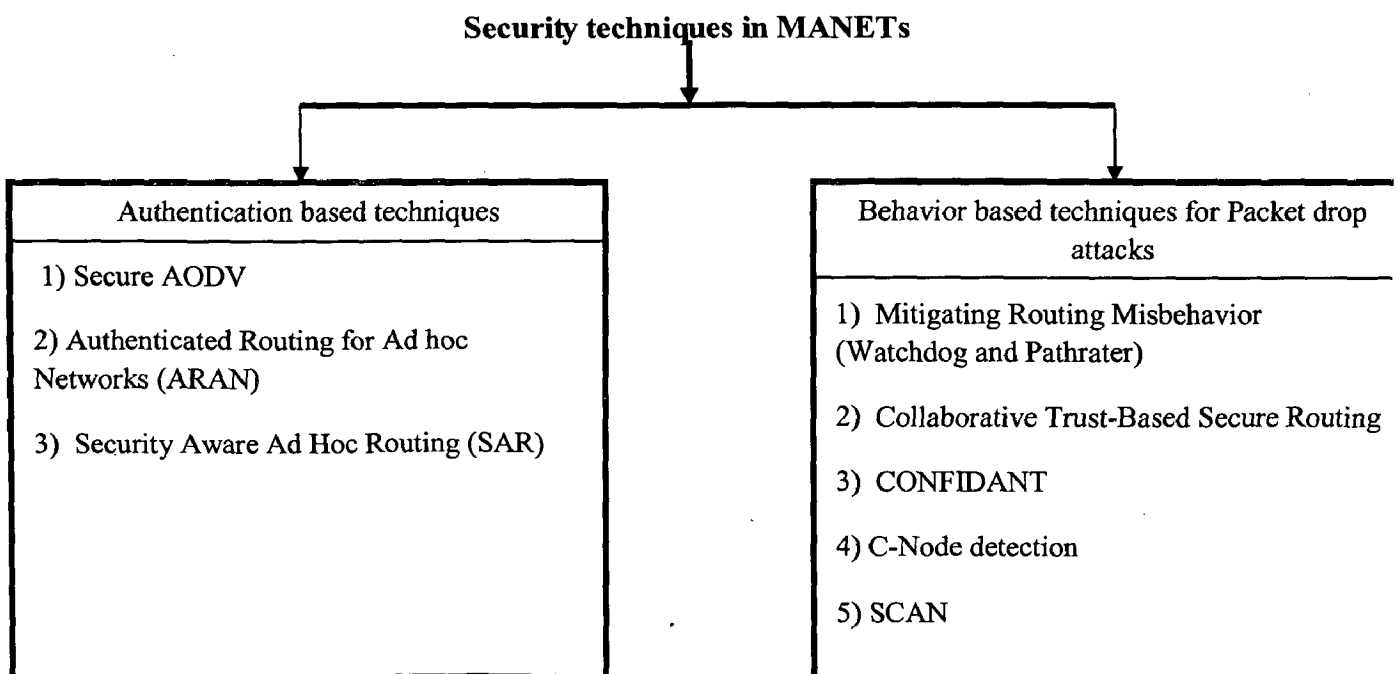 Security techniques in MANETs
Authentication based techniques
1) Secure AODV
2) Authenticated Routing for Ad hoc
Networks (ARAN)
3) Security Aware Ad Hoc Routing (SAR)
Behavior based techniques for Packet drop
attacks
1) Mitigating Routing Misbehavior
(Watchdog and Pathrater)
2) Collaborative Trust-Based Secure Routing
3) CONFIDANT
4) C-Node detection
5) SCAN